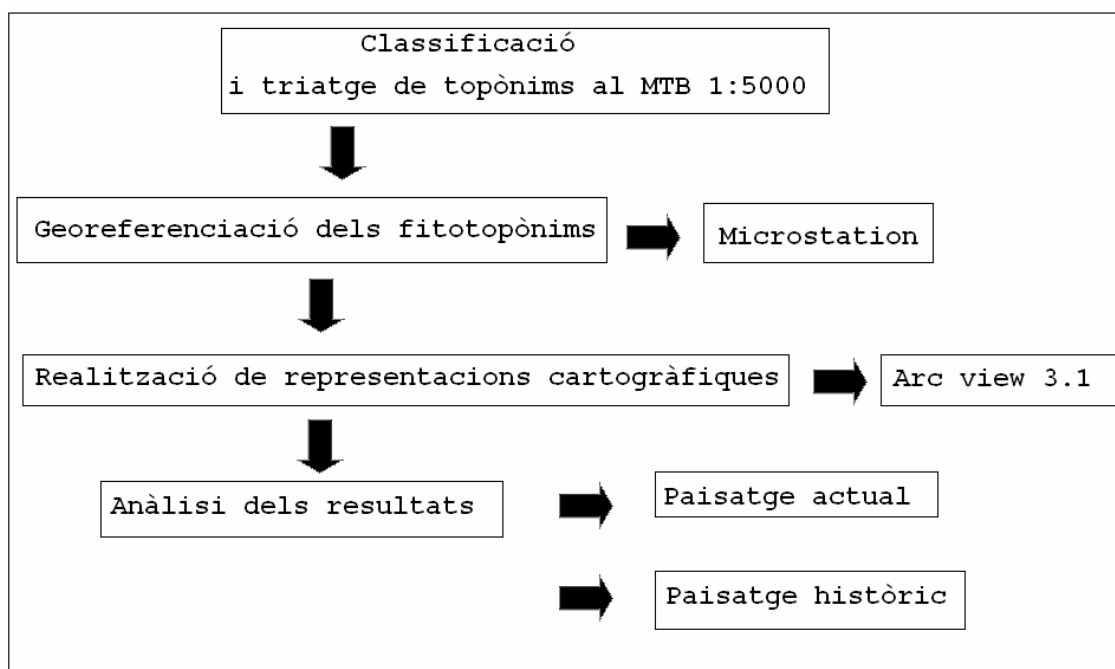 Classificació
i triatge de topònims al MTB 1:5000
Georeferenciació dels fitotopònims
Microstation
Realització de representacions cartogràfiques
Arc view 3.1
Anàlisi dels resultats
Paisatge actual
Paisatge històric